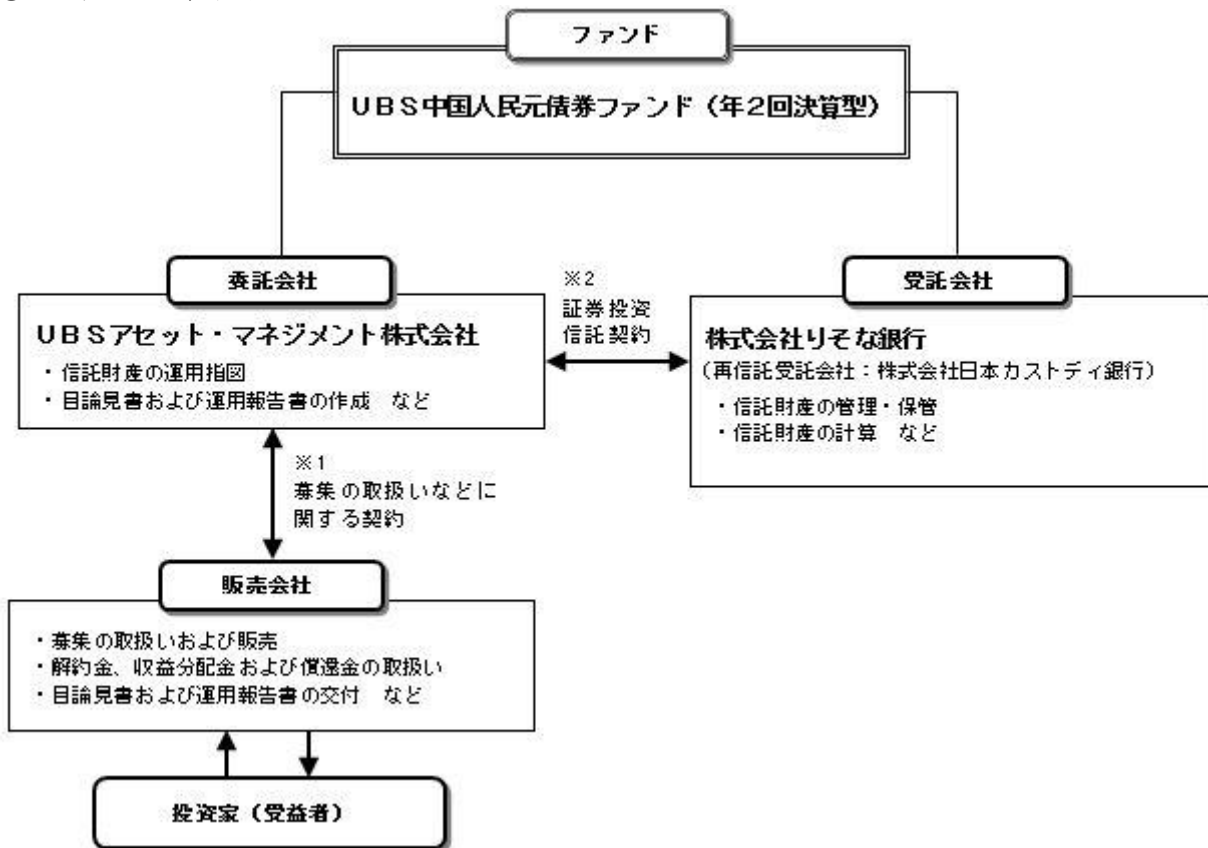 ファンド
UBS中国人民元債券ファンド（年2回決算型）
委託会社
UBSアセット・マネジメント株式会社
・信託財産の運用指図
・目論見書および運用報告書の作成　など
※2
証券投資
信託契約
受託会社
株式会社りそな銀行
（再信託受託会社：株式会社日本カストディ銀行）
・信託財産の管理・保管
・信託財産の計算　など
※1
募集の取扱いなどに
関する契約
販売会社
・募集の取扱いおよび販売
・解約金、収益分配金および償還金の取扱い
・目論見書および運用報告書の交付　など
投資家（受益者）